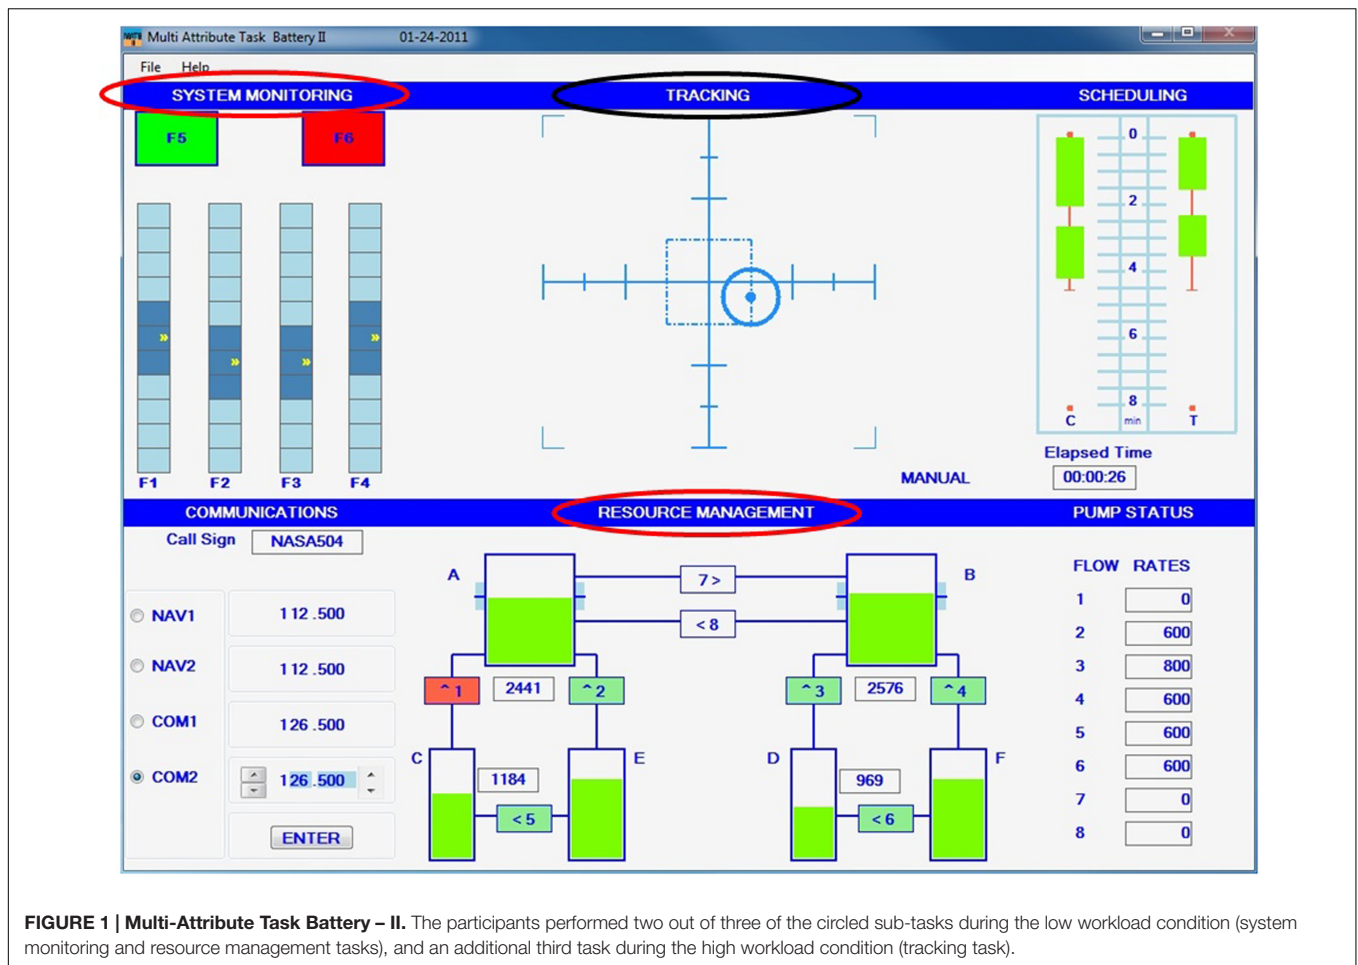 Multi Attribute Task Battery II 01-24-2011
File Help
SYSTEM MONITORING TRACKING SCHEDULING
F5 F6
0
2
4
6
8
C min T
F1 F2 F3 F4
Elapsed Time
MANUAL 00:00:26
COMMUNICATIONS RESOURCE MANAGEMENT PUMP STATUS
Call Sign NASA504
NAV1 112.500
NAV2 112.500
COM1 126.500
COM2 126.500
ENTER
A B
7 >
< 8
^ 1 2441 ^ 2 ^ 3 2576 ^ 4
C E D F
1184 969
< 5 < 6
FLOW RATES
1 0
2 600
3 800
4 600
5 600
6 600
7 0
8 0
FIGURE 1 | Multi-Attribute Task Battery – II. The participants performed two out of three of the circled sub-tasks during the low workload condition (system
monitoring and resource management tasks), and an additional third task during the high workload condition (tracking task).